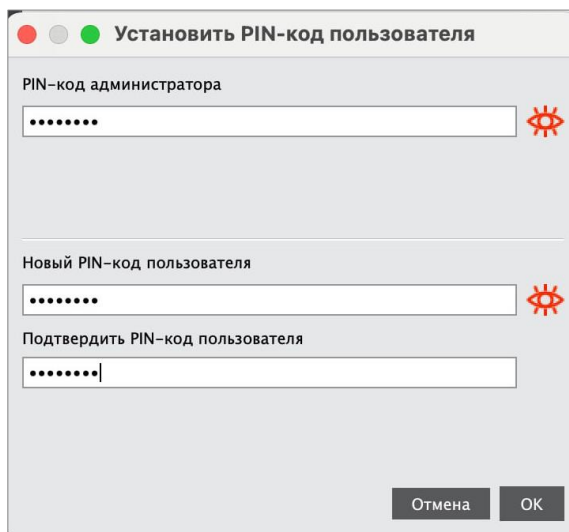 Установить PIN-код пользователя
PIN-код администратора
••••••••
Новый PIN-код пользователя
••••••••
Подтвердить PIN-код пользователя
••••••••
Отмена
OK